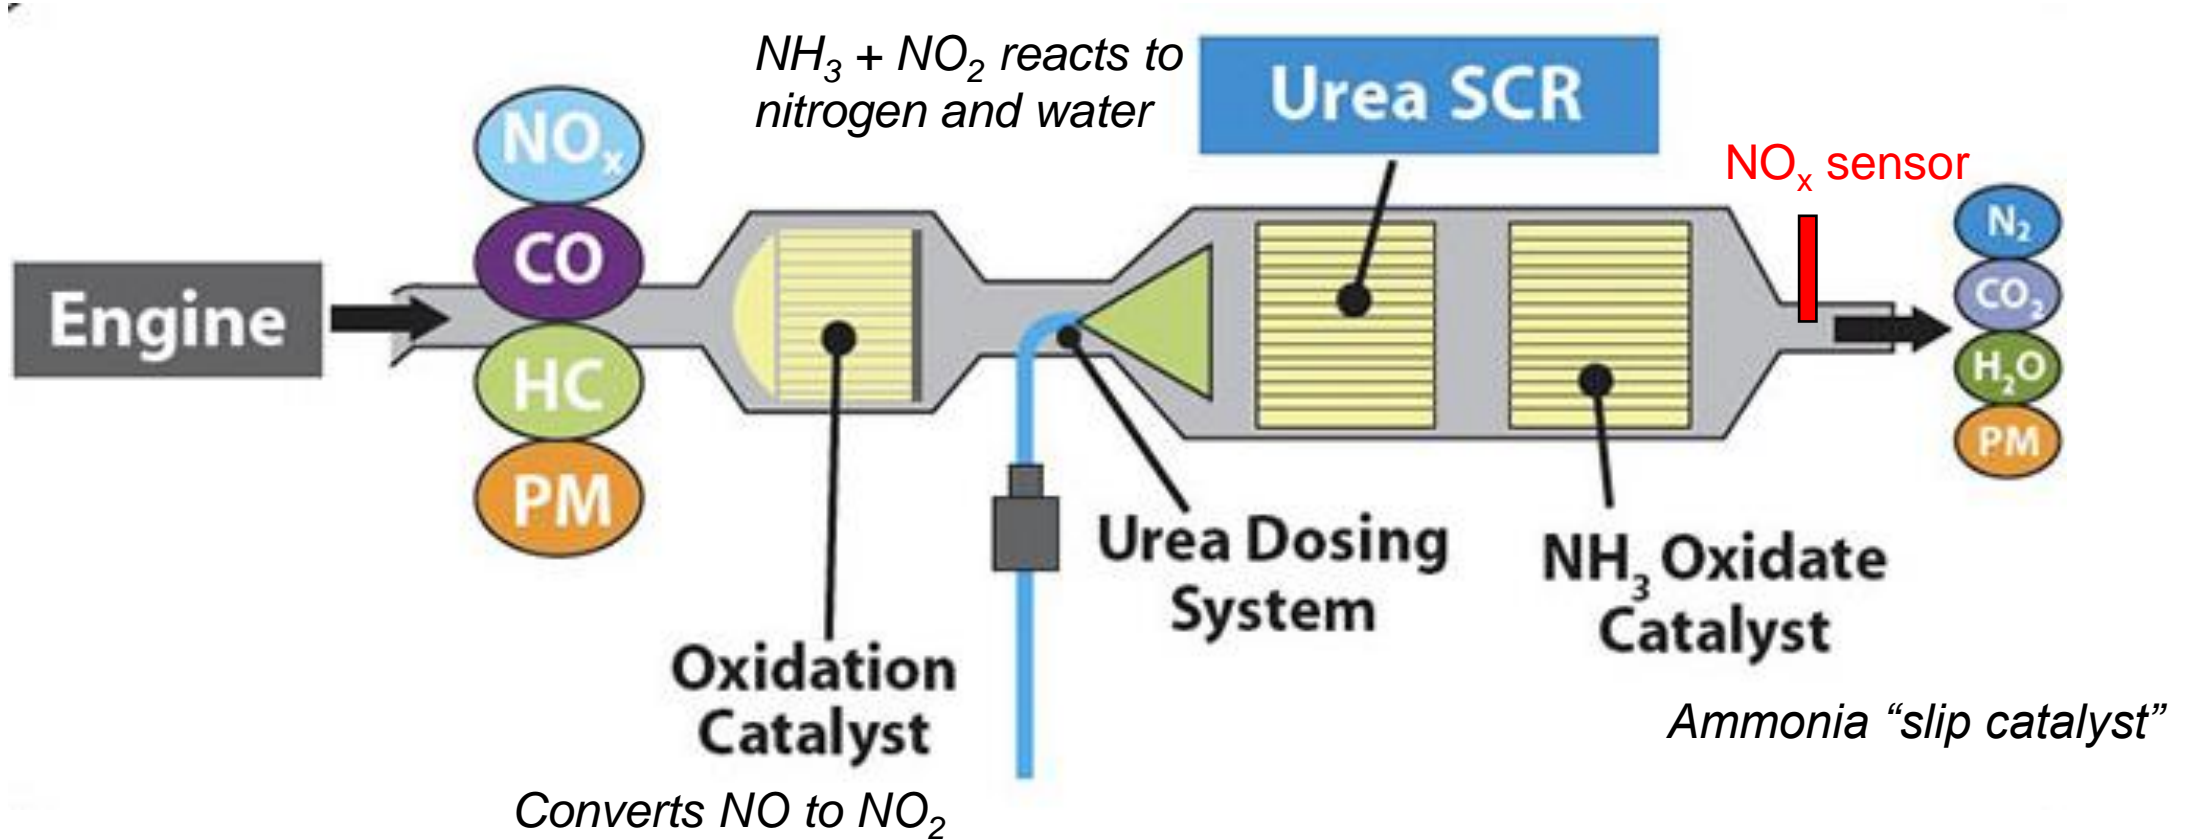 NH₃ + NO₂ reacts to
nitrogen and water
Urea SCR
NOₓ sensor
NOₓ
CO
HC
PM
Engine
N₂
CO₂
H₂O
PM
Urea Dosing
System
NH₃ Oxidate
Catalyst
Oxidation
Catalyst
Ammonia “slip catalyst”
Converts NO to NO₂